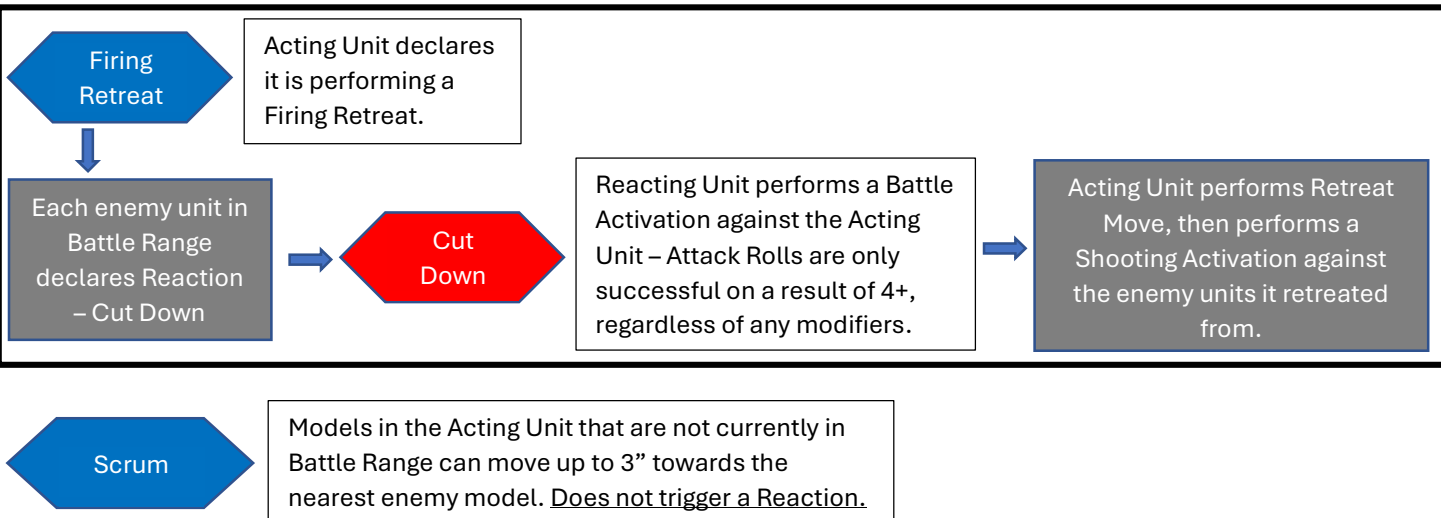 Firing
Retreat
Acting Unit declares
it is performing a
Firing Retreat.
Each enemy unit in
Battle Range
declares Reaction
– Cut Down
Cut
Down
Reacting Unit performs a Battle
Activation against the Acting
Unit – Attack Rolls are only
successful on a result of 4+,
regardless of any modifiers.
Acting Unit performs Retreat
Move, then performs a
Shooting Activation against
the enemy units it retreated
from.
Scrum
Models in the Acting Unit that are not currently in
Battle Range can move up to 3” towards the
nearest enemy model. Does not trigger a Reaction.